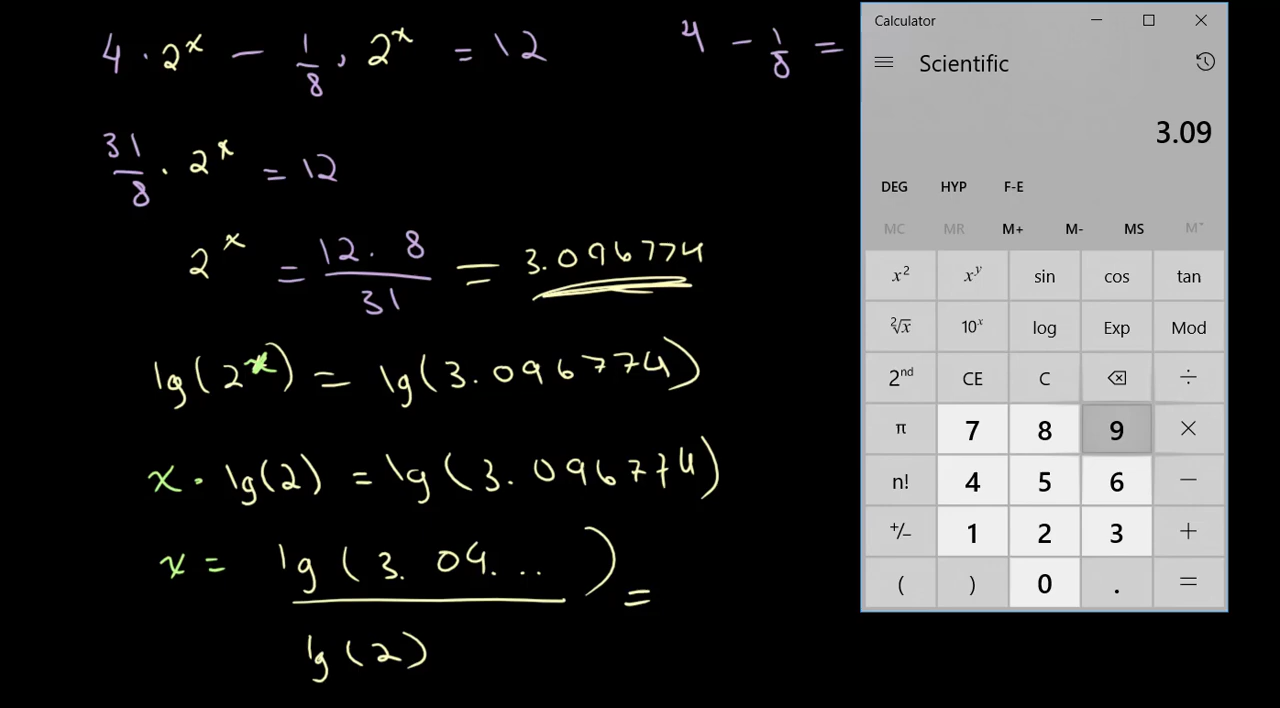 4 · 2^x − 1/8 · 2^x = 12
4 − 1/8 =
31/8 · 2^x = 12
2^x = 12 · 8 / 31 = 3.096774
lg(2^x) = lg(3.096774)
x · lg(2) = lg(3.096774)
x = lg(3.09...) / lg(2) =
Calculator
Scientific
3.09
DEG HYP F-E
MC MR M+ M- MS M˅
x² x^y sin cos tan
²√x 10^x log Exp Mod
2nd CE C ⌫ ÷
π 7 8 9 ×
n! 4 5 6 −
+/− 1 2 3 +
( ) 0 . =